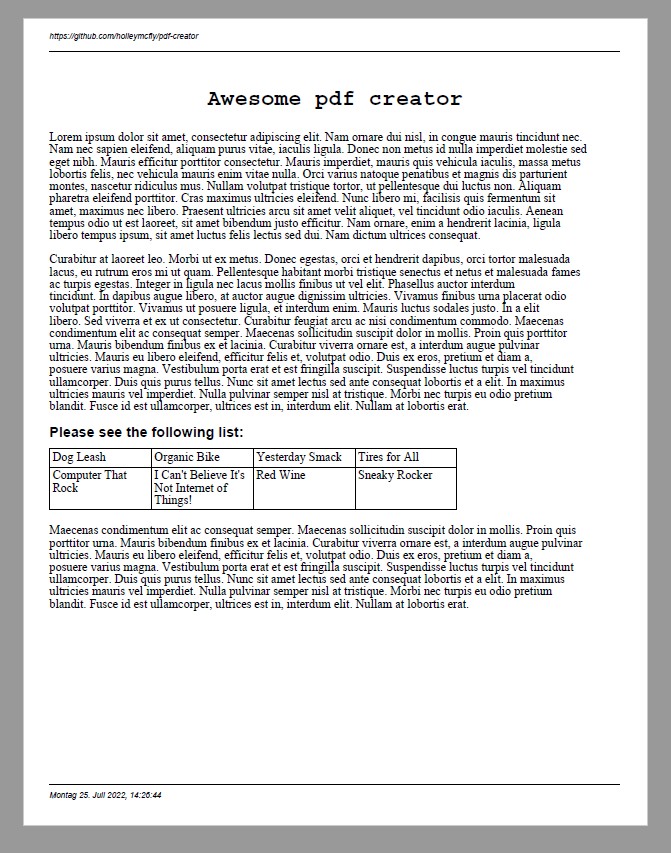 https://github.com/holleymcfly/pdf-creator
Awesome pdf creator
Lorem ipsum dolor sit amet, consectetur adipiscing elit. Nam ornare dui nisl, in congue mauris tincidunt nec.
Nam nec sapien eleifend, aliquam purus vitae, iaculis ligula. Donec non metus id nulla imperdiet molestie sed
eget nibh. Mauris efficitur porttitor consectetur. Mauris imperdiet, mauris quis vehicula iaculis, massa metus
lobortis felis, nec vehicula mauris enim vitae nulla. Orci varius natoque penatibus et magnis dis parturient
montes, nascetur ridiculus mus. Nullam volutpat tristique tortor, ut pellentesque dui luctus non. Aliquam
pharetra eleifend porttitor. Cras maximus ultricies eleifend. Nunc libero mi, facilisis quis fermentum sit
amet, maximus nec libero. Praesent ultricies arcu sit amet velit aliquet, vel tincidunt odio iaculis. Aenean
tempus odio ut est laoreet, sit amet bibendum justo efficitur. Nam ornare, enim a hendrerit lacinia, ligula
libero tempus ipsum, sit amet luctus felis lectus sed dui. Nam dictum ultrices consequat.
Curabitur at laoreet leo. Morbi ut ex metus. Donec egestas, orci et hendrerit dapibus, orci tortor malesuada
lacus, eu rutrum eros mi ut quam. Pellentesque habitant morbi tristique senectus et netus et malesuada fames
ac turpis egestas. Integer in ligula nec lacus mollis finibus ut vel elit. Phasellus auctor interdum
tincidunt. In dapibus augue libero, at auctor augue dignissim ultricies. Vivamus finibus urna placerat odio
volutpat porttitor. Vivamus ut posuere ligula, et interdum enim. Mauris luctus sodales justo. In a elit
libero. Sed viverra et ex ut consectetur. Curabitur feugiat arcu ac nisi condimentum commodo. Maecenas
condimentum elit ac consequat semper. Maecenas sollicitudin suscipit dolor in mollis. Proin quis porttitor
urna. Mauris bibendum finibus ex et lacinia. Curabitur viverra ornare est, a interdum augue pulvinar
ultricies. Mauris eu libero eleifend, efficitur felis et, volutpat odio. Duis ex eros, pretium et diam a,
posuere varius magna. Vestibulum porta erat et est fringilla suscipit. Suspendisse luctus turpis vel tincidunt
ullamcorper. Duis quis purus tellus. Nunc sit amet lectus sed ante consequat lobortis et a elit. In maximus
ultricies mauris vel imperdiet. Nulla pulvinar semper nisl at tristique. Morbi nec turpis eu odio pretium
blandit. Fusce id est ullamcorper, ultrices est in, interdum elit. Nullam at lobortis erat.
Please see the following list:
Dog Leash Organic Bike Yesterday Smack Tires for All
Computer That I Can't Believe It's Red Wine Sneaky Rocker
Rock Not Internet of
Things!
Maecenas condimentum elit ac consequat semper. Maecenas sollicitudin suscipit dolor in mollis. Proin quis
porttitor urna. Mauris bibendum finibus ex et lacinia. Curabitur viverra ornare est, a interdum augue pulvinar
ultricies. Mauris eu libero eleifend, efficitur felis et, volutpat odio. Duis ex eros, pretium et diam a,
posuere varius magna. Vestibulum porta erat et est fringilla suscipit. Suspendisse luctus turpis vel tincidunt
ullamcorper. Duis quis purus tellus. Nunc sit amet lectus sed ante consequat lobortis et a elit. In maximus
ultricies mauris vel imperdiet. Nulla pulvinar semper nisl at tristique. Morbi nec turpis eu odio pretium
blandit. Fusce id est ullamcorper, ultrices est in, interdum elit. Nullam at lobortis erat.
Montag 25. Juli 2022, 14:26:44